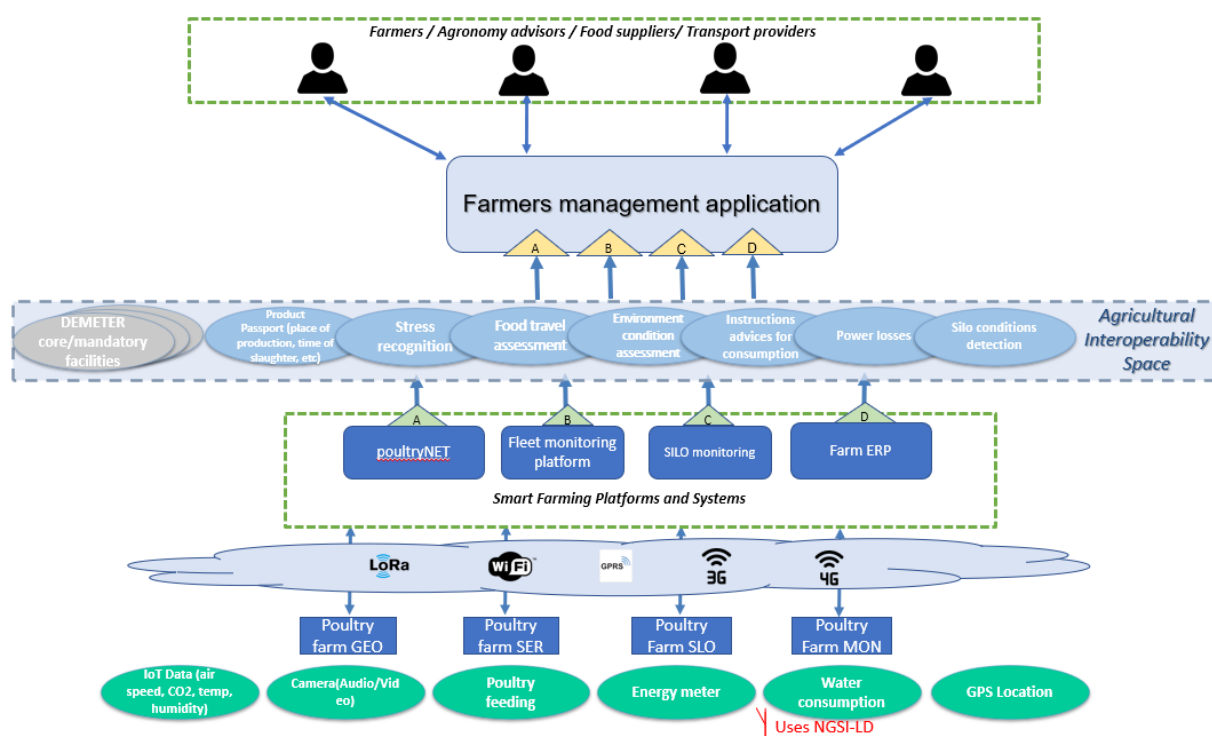 Farmers / Agronomy advisors / Food suppliers/ Transport providers
Farmers management application
A
B
C
D
DEMETER
core/mandatory
facilities
Product
Passport (place of
production, time of
slaughter, etc)
Stress
recognition
Food travel
assessment
Environment
condition
assessment
Instructions
advices for
consumption
Power losses
Silo conditions
detection
Agricultural
Interoperability
Space
A
B
C
D
poultryNET
Fleet monitoring
platform
SILO monitoring
Farm ERP
Smart Farming Platforms and Systems
LoRa
WiFi
GPRS
3G
4G
Poultry
farm GEO
Poultry
farm SER
Poultry
Farm SLO
Poultry
Farm MON
IoT Data (air
speed, CO2, temp,
humidity)
Camera(Audio/Vid
eo)
Poultry
feeding
Energy meter
Water
consumption
GPS Location
Uses NGSI-LD